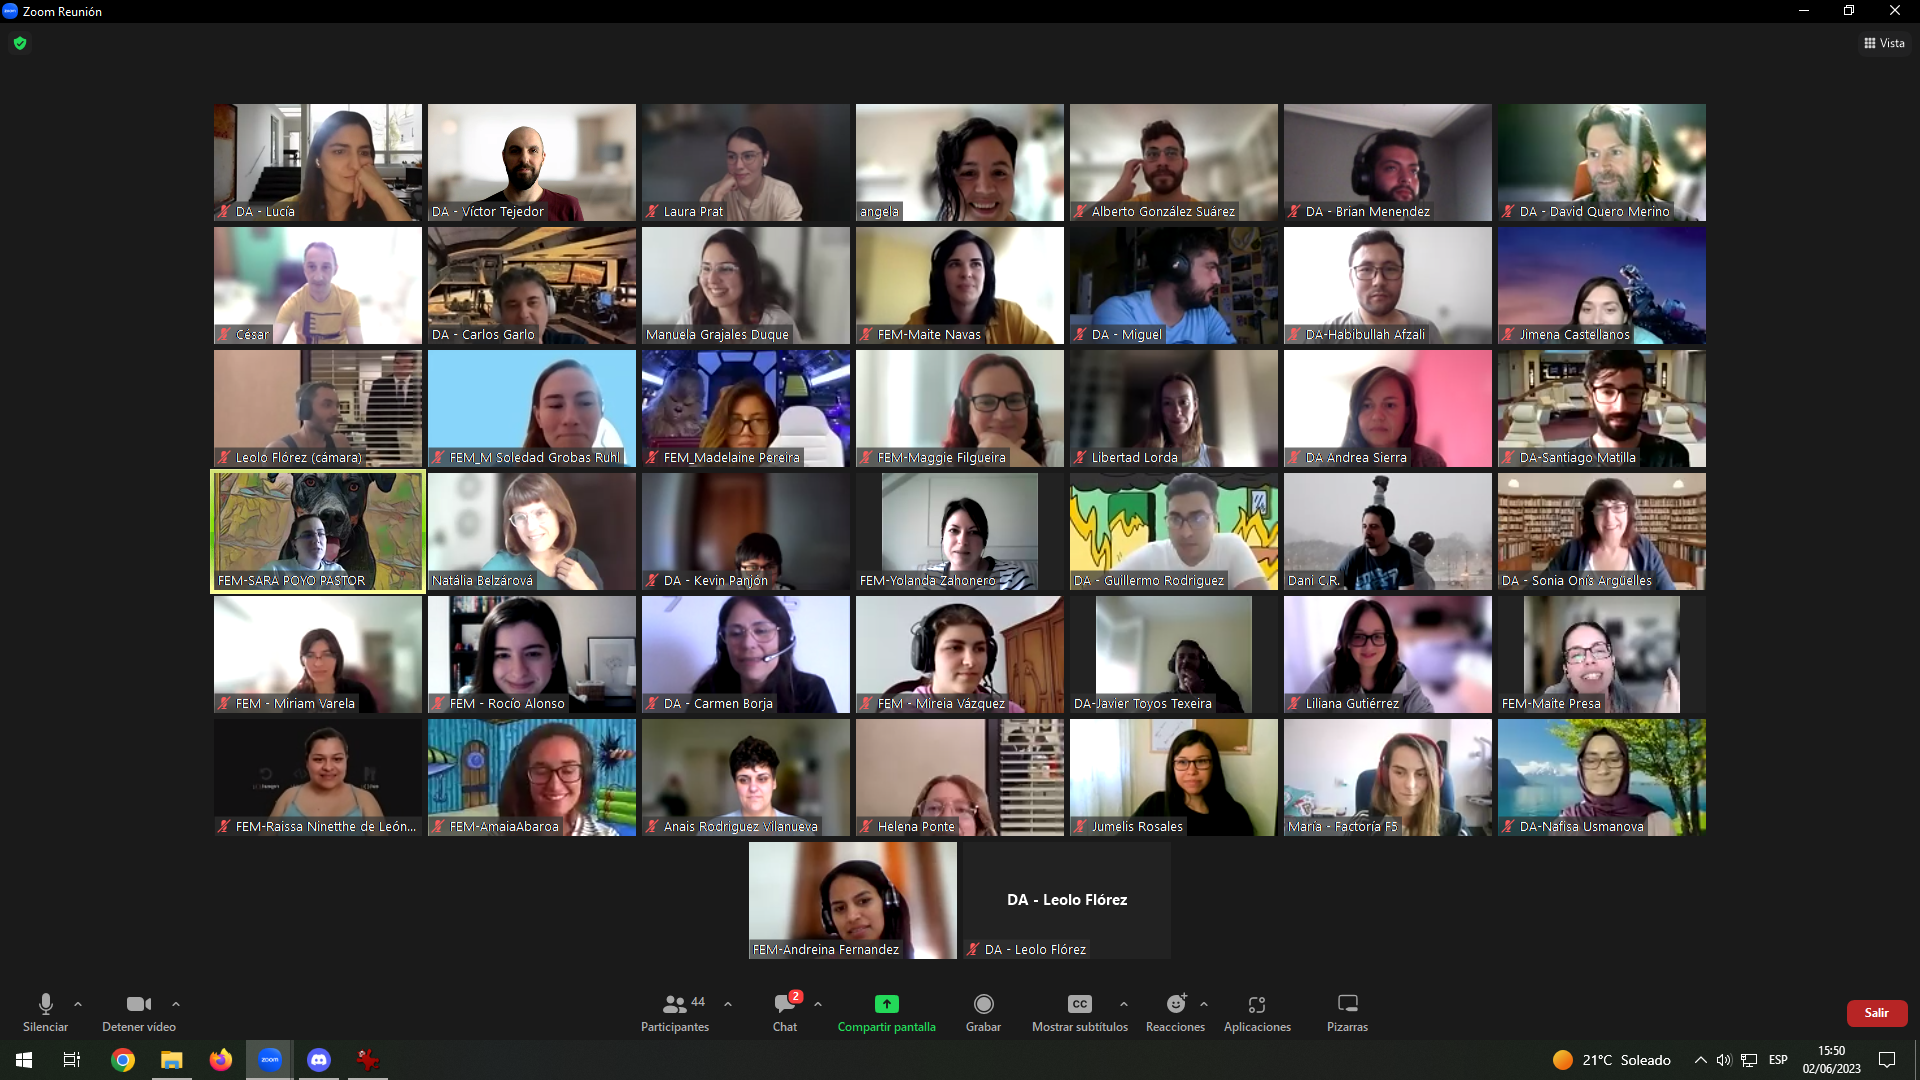 Zoom Reunión
Vista
DA - Lucía
DA - Víctor Tejedor
Laura Prat
angela
Alberto González Suárez
DA - Brian Menendez
DA - David Quero Merino
César
DA - Carlos Garlo
Manuela Grajales Duque
FEM-Maite Navas
DA - Miguel
DA-Habibullah Afzali
Jimena Castellanos
Leolo Flórez (cámara)
FEM_M Soledad Grobas Ruhl
FEM_Madelaine Pereira
FEM-Maggie Filgueira
Libertad Lorda
DA Andrea Sierra
DA-Santiago Matilla
FEM-SARA POYO PASTOR
Natália Belzárová
DA - Kevin Panjón
FEM-Yolanda Zahonero
DA - Guillermo Rodriguez
Dani C.R.
DA - Sonia Onís Argüelles
FEM - Miriam Varela
FEM - Rocío Alonso
DA - Carmen Borja
FEM - Mireia Vázquez
DA-Javier Toyos Texeira
Liliana Gutiérrez
FEM-Maite Presa
FEM-Raissa Ninetthe de León...
FEM-AmaiaAbaroa
Anais Rodriguez Vilanueva
Helena Ponte
Jumelis Rosales
María - Factoría F5
DA-Nafisa Usmanova
FEM-Andreina Fernandez
DA - Leolo Flórez
DA - Leolo Flórez
Silenciar
Detener vídeo
44
Participantes
2
Chat
Compartir pantalla
Grabar
CC
Mostrar subtítulos
Reacciones
Aplicaciones
Pizarras
Salir
zoom
21°C Soleado
ESP
15:50
02/06/2023